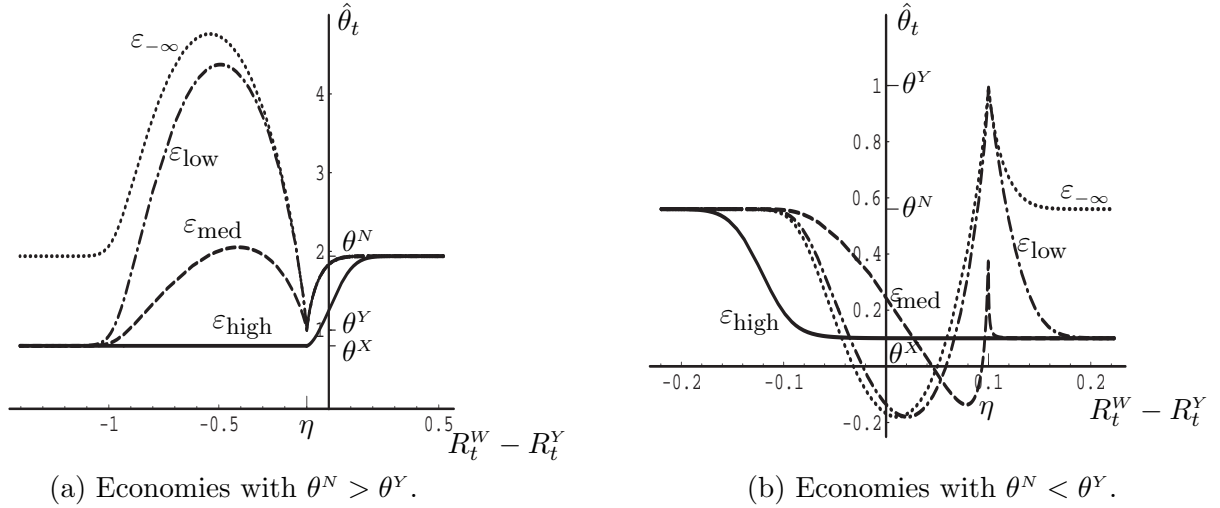 θ̂_t
ε_{−∞}
4
ε_low
3
ε_med
2
θ^N
ε_high
1
θ^Y
θ^X
-1
-0.5
η
0.5
R_t^W − R_t^Y
(a) Economies with θ^N > θ^Y.
θ̂_t
1
θ^Y
0.8
0.6
θ^N
ε_{−∞}
0.4
ε_low
ε_med
0.2
ε_high
θ^X
-0.2
-0.1
0.1
0.2
η
R_t^W − R_t^Y
-0.2
(b) Economies with θ^N < θ^Y.